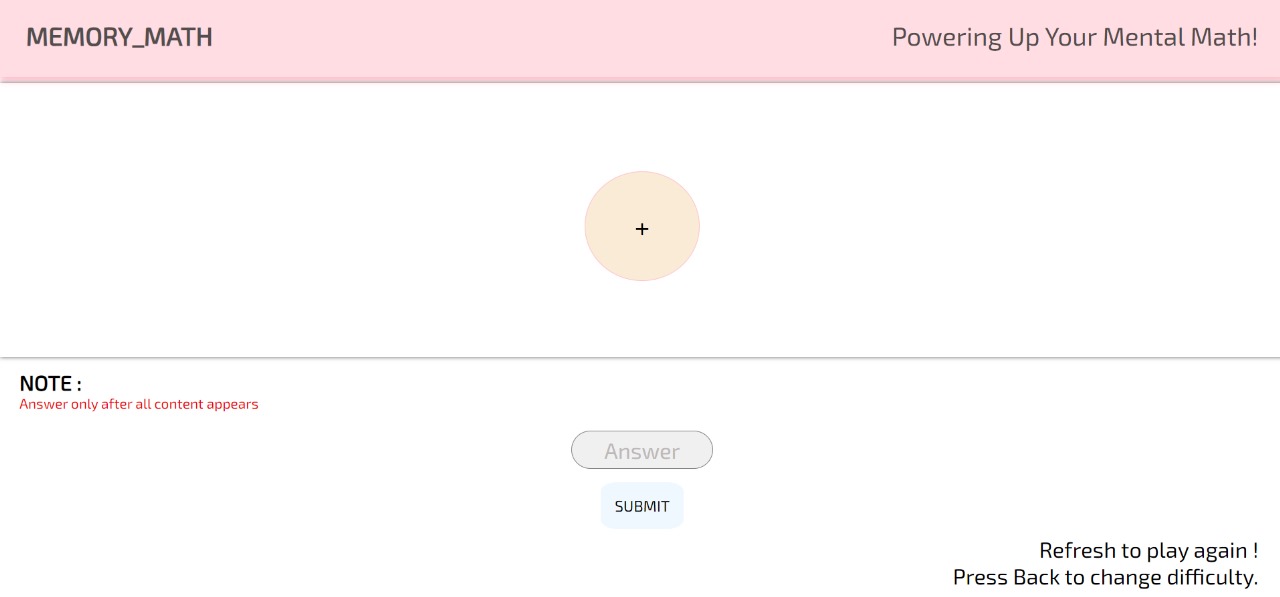 MEMORY_MATH
Powering Up Your Mental Math!
+
NOTE :
Answer only after all content appears
Answer
SUBMIT
Refresh to play again !
Press Back to change difficulty.